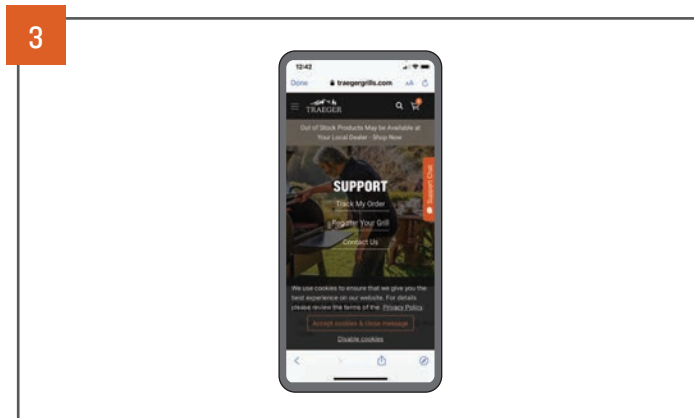 3
12:42
Done traegergrills.com AA
TRAEGER
Out of Stock Products May be Available at
Your Local Dealer - Shop Now
SUPPORT
Track My Order
Register Your Grill
Contact Us
Support Chat
We use cookies to ensure that we give you the
best experience on our website. For details
please review the terms of the Privacy Policy
Accept cookies & close message
Disable cookies